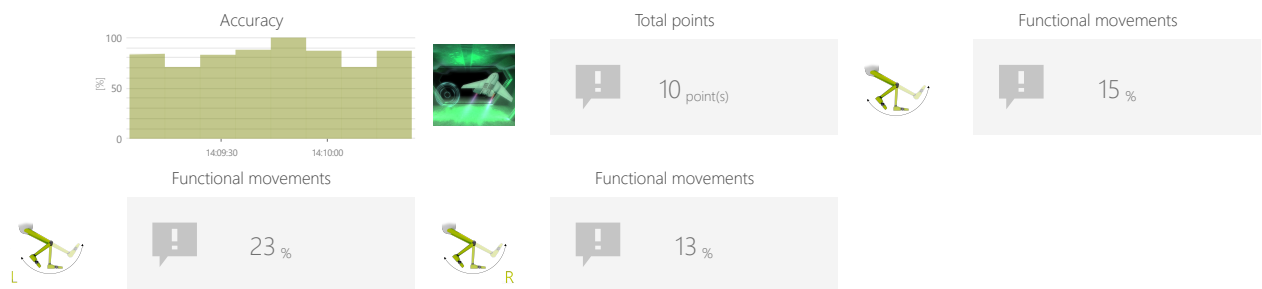 Accuracy
100
[%]
50
0
14:09:30
14:10:00
Total points
10 point(s)
Functional movements
15 %
Functional movements
L
23 %
Functional movements
R
13 %